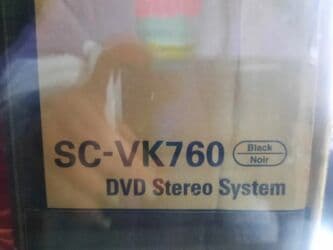 SC-VK760 Black
Noir
DVD Stereo System